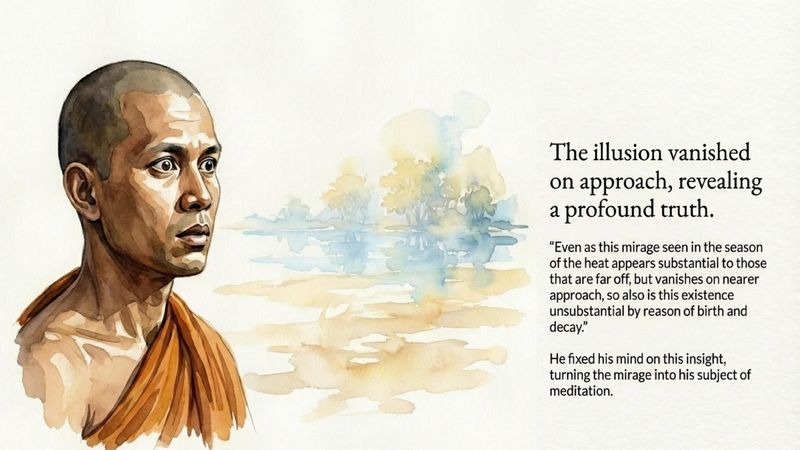 The illusion vanished
on approach, revealing
a profound truth.
“Even as this mirage seen in the season
of the heat appears substantial to those
that are far off, but vanishes on nearer
approach, so also is this existence
unsubstantial by reason of birth and
decay.”
He fixed his mind on this insight,
turning the mirage into his subject of
meditation.